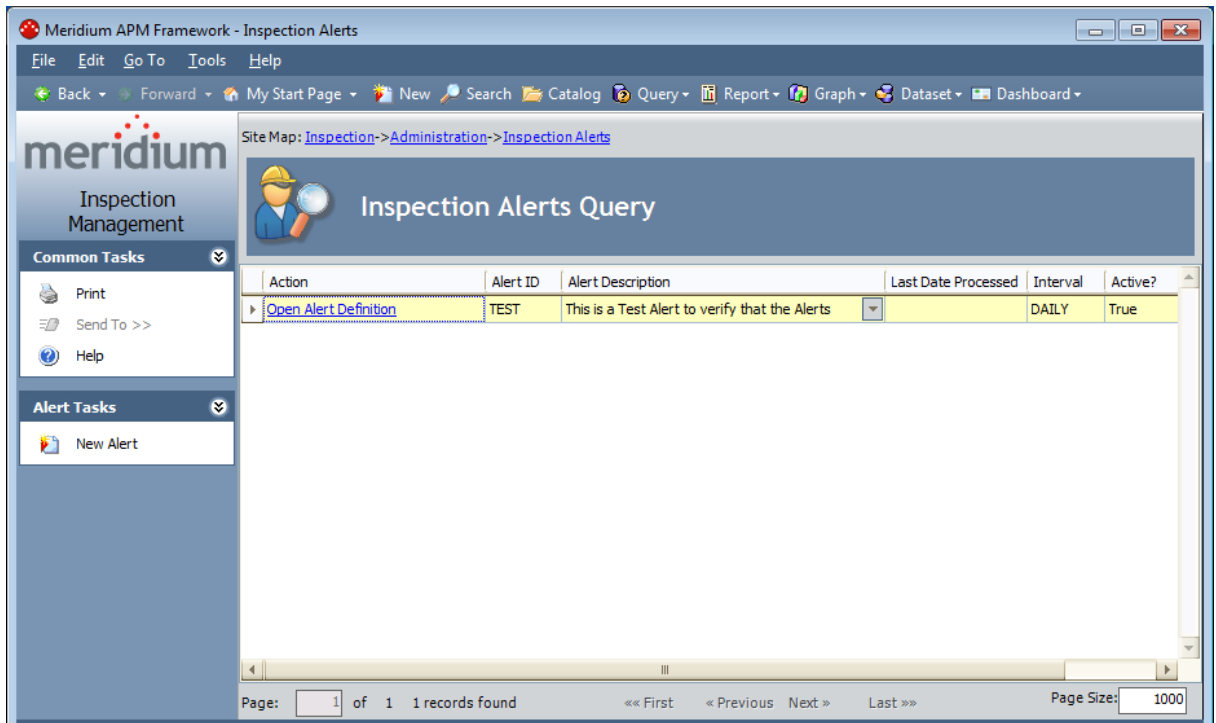 Meridium APM Framework - Inspection Alerts
File Edit Go To Tools Help
Back Forward My Start Page New Search Catalog Query Report Graph Dataset Dashboard
meridium
Inspection
Management
Common Tasks
Print
Send To >>
Help
Alert Tasks
New Alert
Site Map: Inspection->Administration->Inspection Alerts
Inspection Alerts Query
Action Alert ID Alert Description Last Date Processed Interval Active?
Open Alert Definition TEST This is a Test Alert to verify that the Alerts DAILY True
Page: 1 of 1 1 records found «« First « Previous Next » Last »» Page Size: 1000